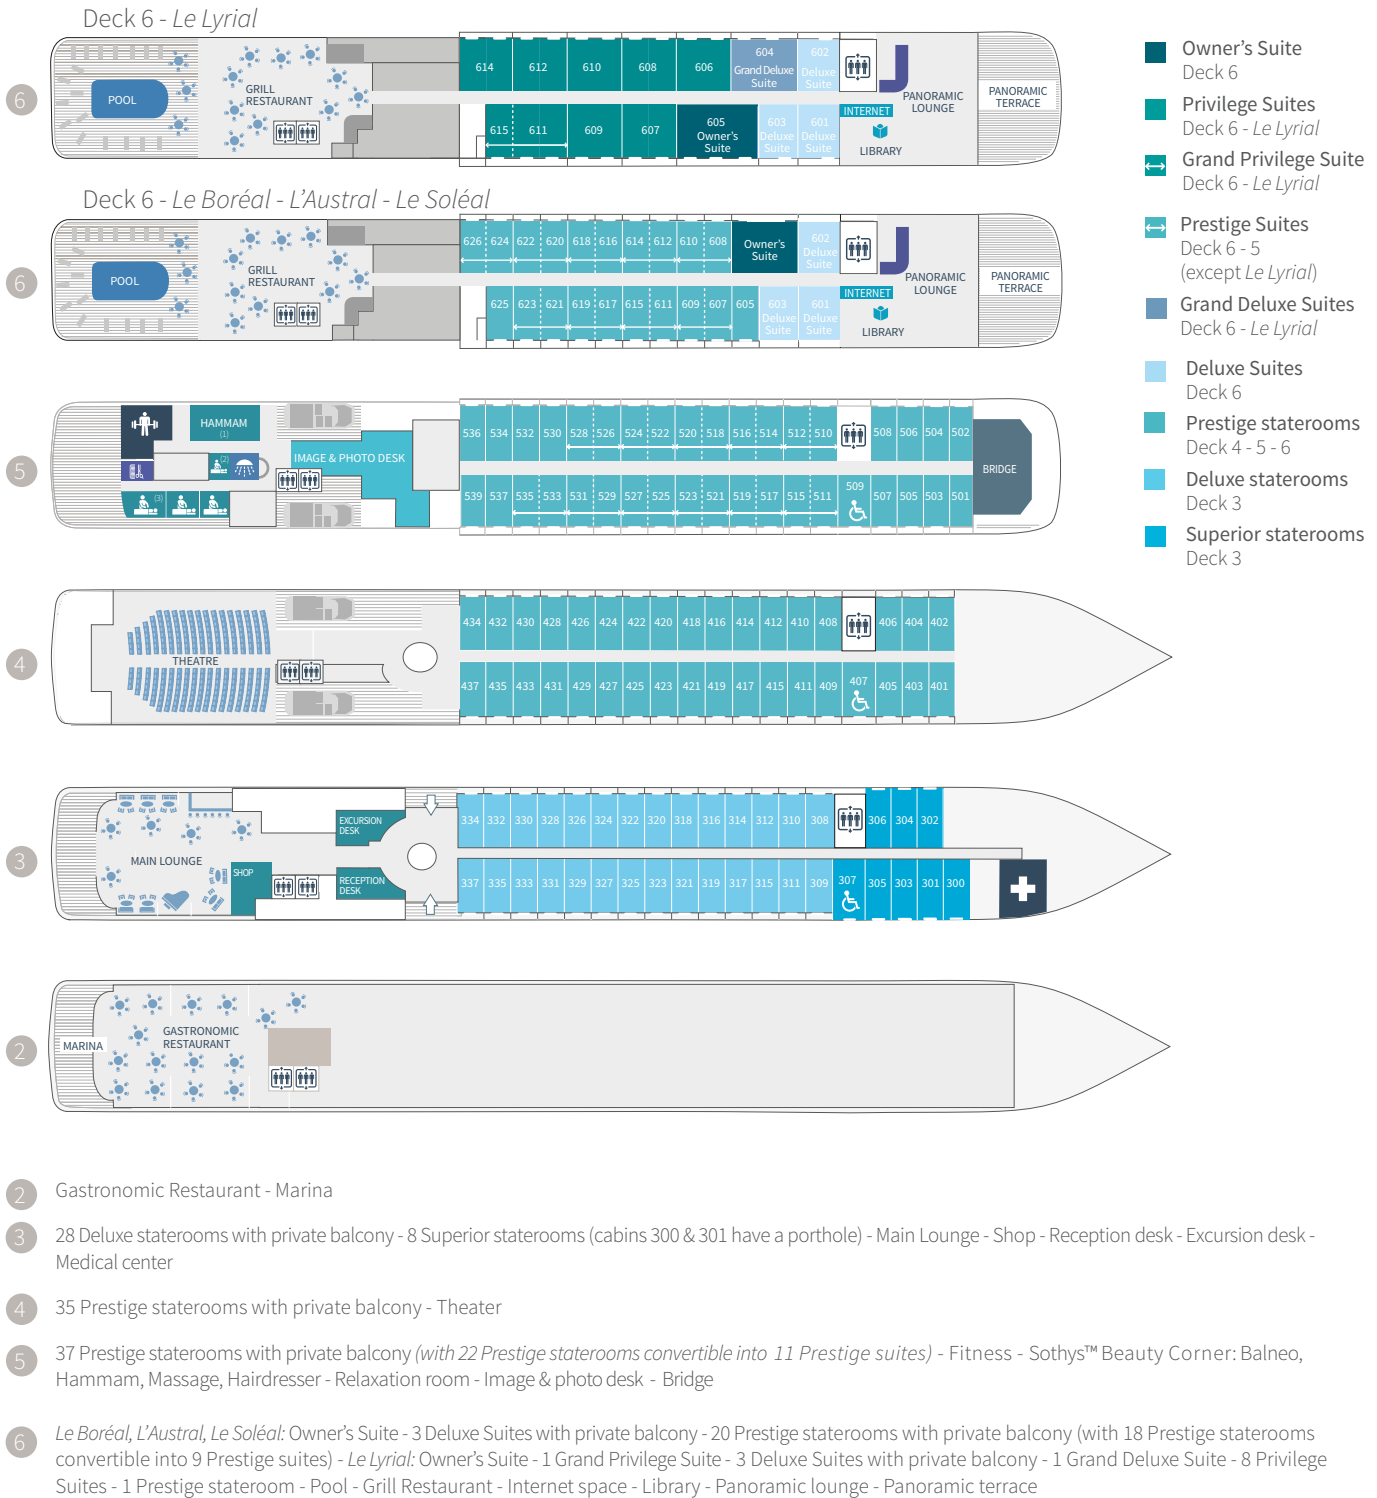 Deck 6 - Le Lyrial
6
POOL
GRILL
RESTAURANT
614 612 610 608 606
604
Grand Deluxe
Suite
602
Deluxe
Suite
615 611 609 607
605
Owner's
Suite
603
Deluxe
Suite
601
Deluxe
Suite
INTERNET
LIBRARY
PANORAMIC
LOUNGE
PANORAMIC
TERRACE
Deck 6 - Le Boréal - L'Austral - Le Soléal
6
POOL
GRILL
RESTAURANT
626 624 622 620 618 616 614 612 610 608
Owner's
Suite
602
Deluxe
Suite
625 623 621 619 617 615 611 609 607 605
603
Deluxe
Suite
601
Deluxe
Suite
INTERNET
LIBRARY
PANORAMIC
LOUNGE
PANORAMIC
TERRACE
5
HAMMAM
(1)
(2)
(3)
IMAGE & PHOTO DESK
536 534 532 530 528 526 524 522 520 518 516 514 512 510 508 506 504 502
539 537 535 533 531 529 527 525 523 521 519 517 515 511 509 507 505 503 501
BRIDGE
4
THEATRE
434 432 430 428 426 424 422 420 418 416 414 412 410 408 406 404 402
437 435 433 431 429 427 425 423 421 419 417 415 411 409 407 405 403 401
3
MAIN LOUNGE
SHOP
EXCURSION
DESK
RECEPTION
DESK
334 332 330 328 326 324 322 320 318 316 314 312 310 308 306 304 302
337 335 333 331 329 327 325 323 321 319 317 315 311 309 307 305 303 301 300
2
MARINA
GASTRONOMIC
RESTAURANT
Owner's Suite
Deck 6
Privilege Suites
Deck 6 - Le Lyrial
Grand Privilege Suite
Deck 6 - Le Lyrial
Prestige Suites
Deck 6 - 5
(except Le Lyrial)
Grand Deluxe Suites
Deck 6 - Le Lyrial
Deluxe Suites
Deck 6
Prestige staterooms
Deck 4 - 5 - 6
Deluxe staterooms
Deck 3
Superior staterooms
Deck 3
2 Gastronomic Restaurant - Marina
3 28 Deluxe staterooms with private balcony - 8 Superior staterooms (cabins 300 & 301 have a porthole) - Main Lounge - Shop - Reception desk - Excursion desk -
Medical center
4 35 Prestige staterooms with private balcony - Theater
5 37 Prestige staterooms with private balcony (with 22 Prestige staterooms convertible into 11 Prestige suites) - Fitness - Sothys™ Beauty Corner: Balneo,
Hammam, Massage, Hairdresser - Relaxation room - Image & photo desk - Bridge
6 Le Boréal, L'Austral, Le Soléal: Owner's Suite - 3 Deluxe Suites with private balcony - 20 Prestige staterooms with private balcony (with 18 Prestige staterooms
convertible into 9 Prestige suites) - Le Lyrial: Owner's Suite - 1 Grand Privilege Suite - 3 Deluxe Suites with private balcony - 1 Grand Deluxe Suite - 8 Privilege
Suites - 1 Prestige stateroom - Pool - Grill Restaurant - Internet space - Library - Panoramic lounge - Panoramic terrace